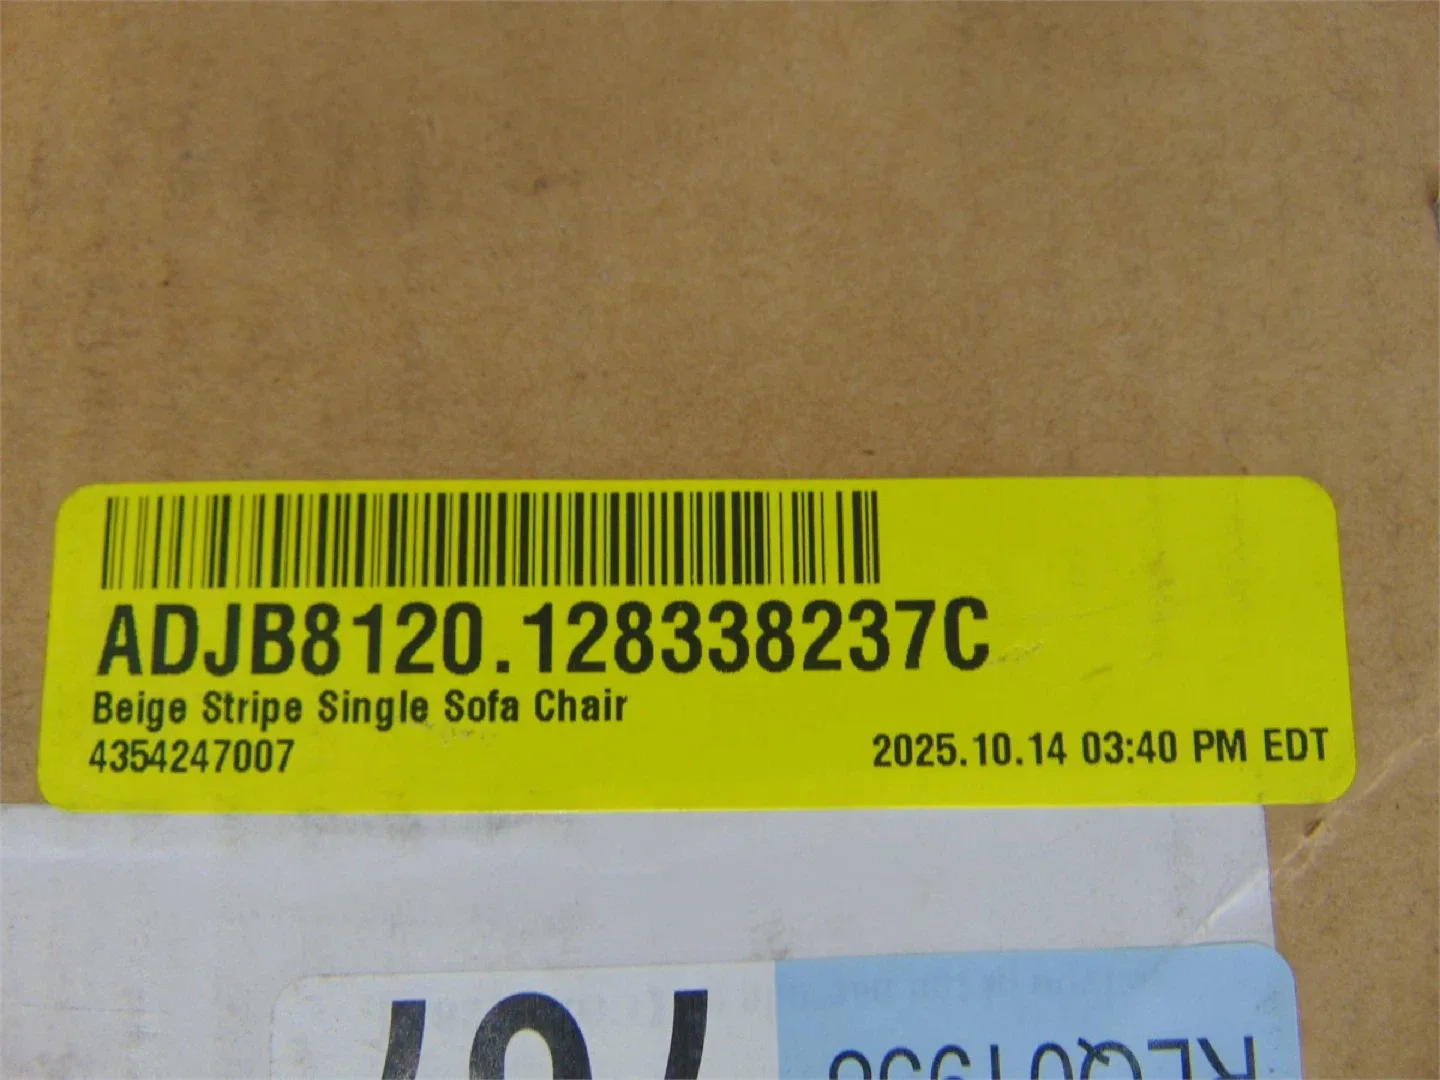 ADJB8120.128338237C
Beige Stripe Single Sofa Chair
4354247007
2025.10.14 03:40 PM EDT